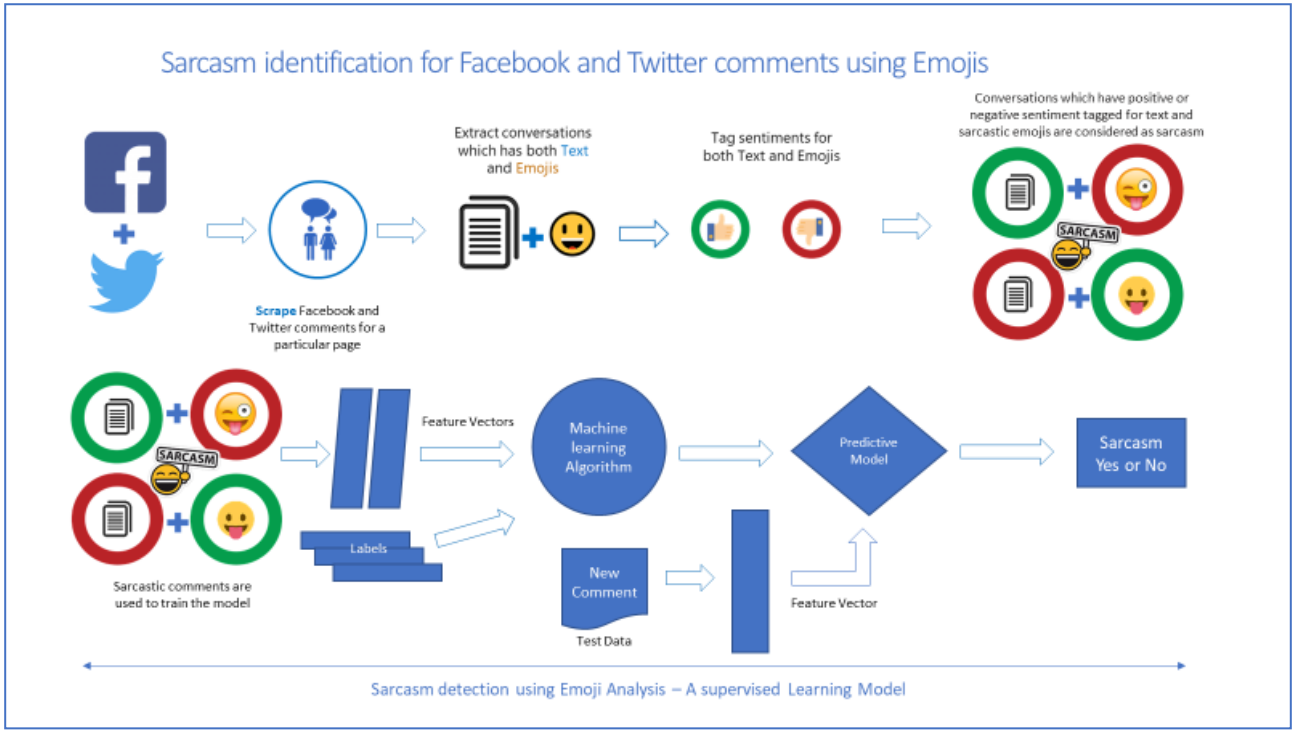 Sarcasm identification for Facebook and Twitter comments using Emojis
Conversations which have positive or
negative sentiment tagged for text and
sarcastic emojis are considered as sarcasm
Extract conversations
which has both Text
and Emojis
Tag sentiments for
both Text and Emojis
SARCASM
Scrape Facebook and
Twitter comments for a
particular page
Feature Vectors
Machine
learning
Algorithm
Predictive
Model
Sarcasm
Yes or No
SARCASM
Labels
New
Comment
Test Data
Feature Vector
Sarcastic comments are
used to train the model
Sarcasm detection using Emoji Analysis – A supervised Learning Model